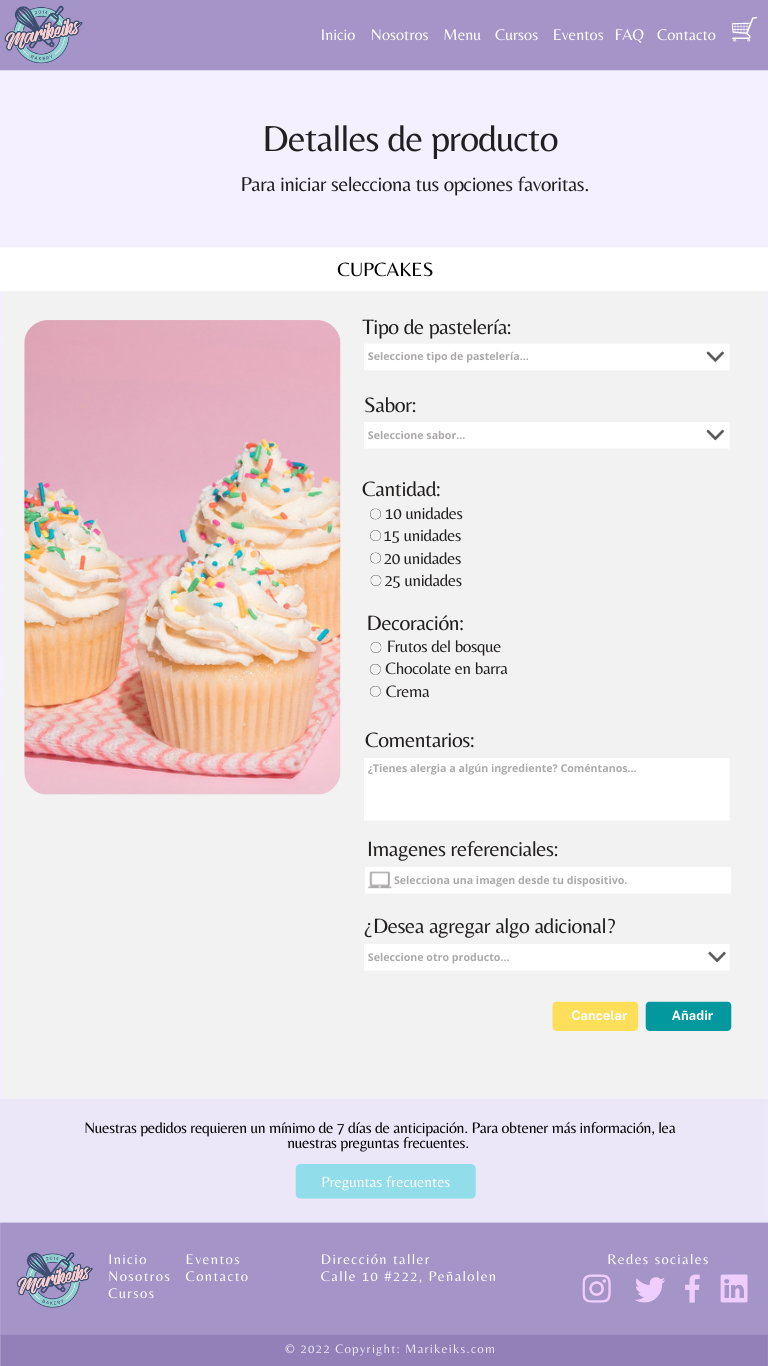 2014
Marikeiks
BAKERY
Inicio Nosotros Menu Cursos Eventos FAQ Contacto
Detalles de producto
Para iniciar selecciona tus opciones favoritas.
CUPCAKES
Tipo de pastelería:
Seleccione tipo de pastelería...
Sabor:
Seleccione sabor...
Cantidad:
10 unidades
15 unidades
20 unidades
25 unidades
Decoración:
Frutos del bosque
Chocolate en barra
Crema
Comentarios:
¿Tienes alergia a algún ingrediente? Coméntanos...
Imagenes referenciales:
Selecciona una imagen desde tu dispositivo.
¿Desea agregar algo adicional?
Seleccione otro producto...
Cancelar Añadir
Nuestras pedidos requieren un mínimo de 7 días de anticipación. Para obtener más información, lea
nuestras preguntas frecuentes.
Preguntas frecuentes
2014
Marikeiks
BAKERY
Inicio Eventos
Nosotros Contacto
Cursos
Dirección taller
Calle 10 #222, Peñalolen
Redes sociales
© 2022 Copyright: Marikeiks.com